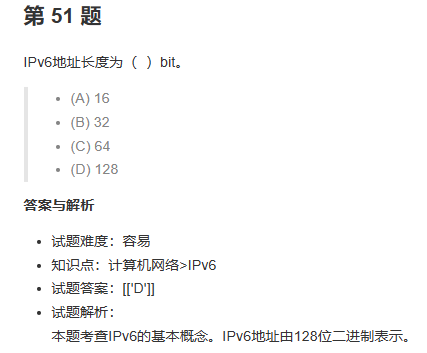 第 51 题
IPv6地址长度为（ ）bit。
• (A) 16
• (B) 32
• (C) 64
• (D) 128
答案与解析
• 试题难度：容易
• 知识点：计算机网络>IPv6
• 试题答案：[['D']]
• 试题解析：
本题考查IPv6的基本概念。IPv6地址由128位二进制表示。